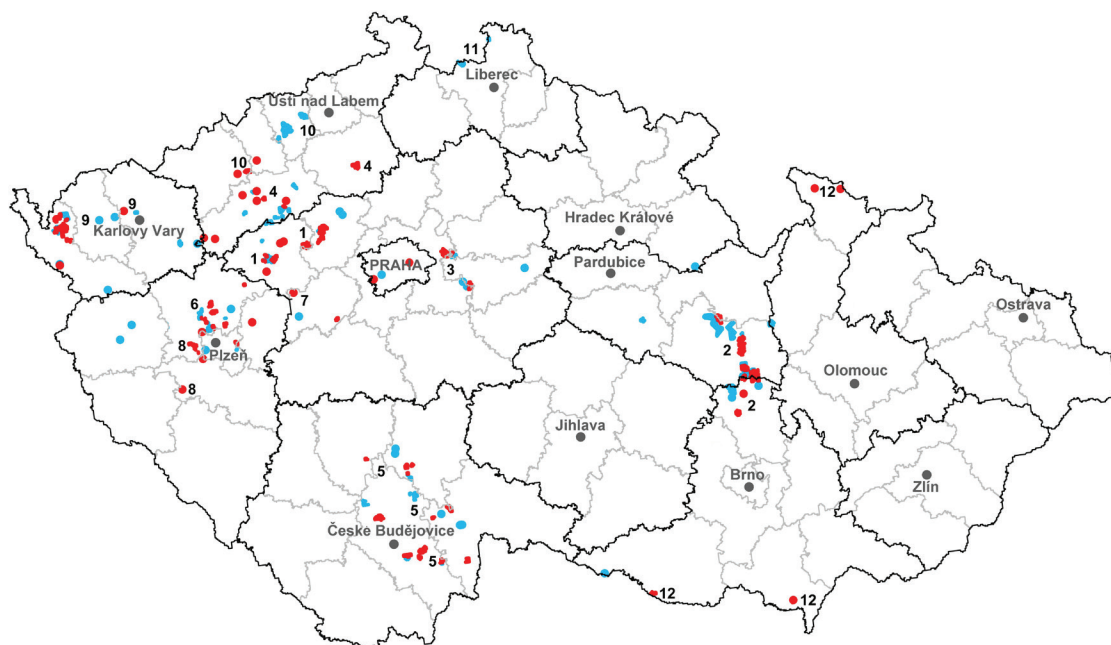 11
Liberec
Ústí nad Labem
10
10
4
4
12
9
9
Karlovy Vary
Hradec Králové
1
1
PRAHA
3
Pardubice
7
6
Ostrava
8
Plzeň
2
Olomouc
8
2
Jihlava
5
Brno
Zlín
5
České Budějovice
5
12
12